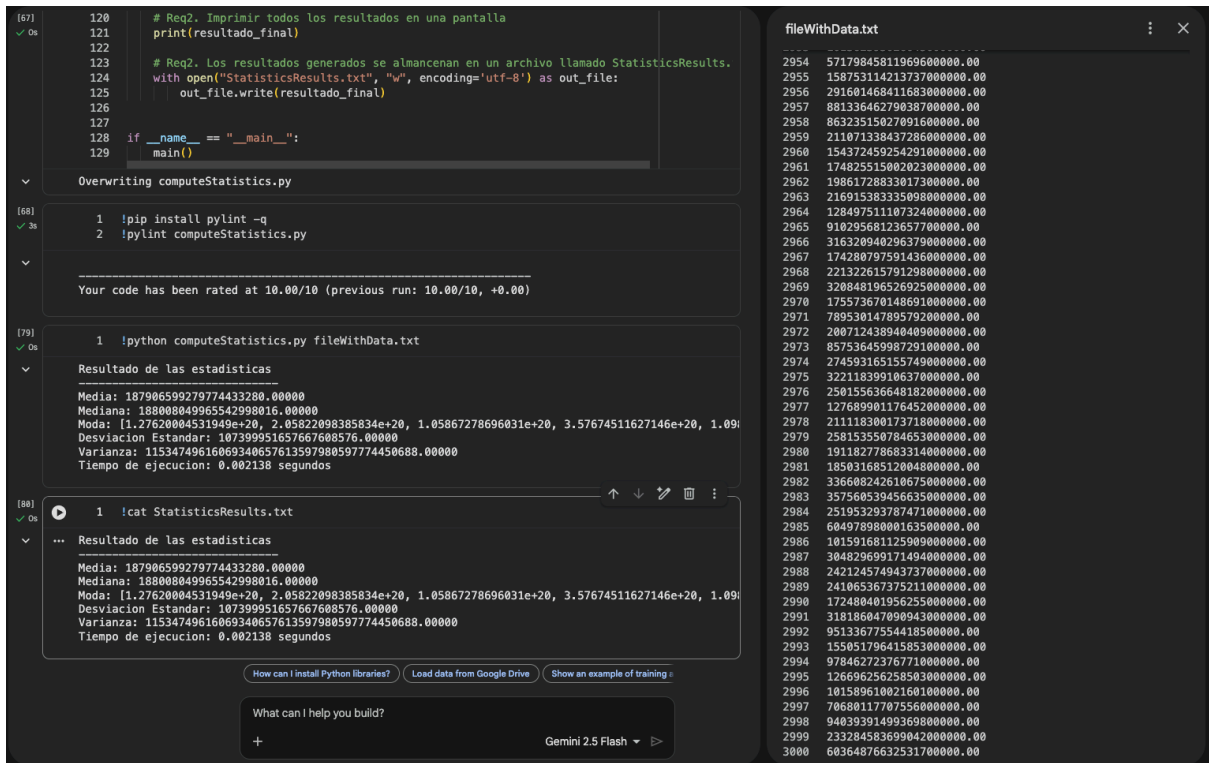 [67]
0s
120 # Req2. Imprimir todos los resultados en una pantalla
121 print(resultado_final)
122
123 # Req2. Los resultados generados se almancenan en un archivo llamado StatisticsResults.
124 with open("StatisticsResults.txt", "w", encoding='utf-8') as out_file:
125 out_file.write(resultado_final)
126
127
128 if __name__ == "__main__":
129 main()
Overwriting computeStatistics.py
[68]
3s
1 !pip install pylint -q
2 !pylint computeStatistics.py
--------------------------------------------------------------------
Your code has been rated at 10.00/10 (previous run: 10.00/10, +0.00)
[79]
0s
1 !python computeStatistics.py fileWithData.txt
Resultado de las estadisticas
------------------------------
Media: 187906599279774433280.00000
Mediana: 188008049965542998016.00000
Moda: [1.27620004531949e+20, 2.05822098385834e+20, 1.05867278696031e+20, 3.57674511627146e+20, 1.098
Desviacion Estandar: 107399951657667608576.00000
Varianza: 11534749616069340657613597980597774450688.00000
Tiempo de ejecucion: 0.002138 segundos
[80]
0s
1 !cat StatisticsResults.txt
Resultado de las estadisticas
------------------------------
Media: 187906599279774433280.00000
Mediana: 188008049965542998016.00000
Moda: [1.27620004531949e+20, 2.05822098385834e+20, 1.05867278696031e+20, 3.57674511627146e+20, 1.098
Desviacion Estandar: 107399951657667608576.00000
Varianza: 11534749616069340657613597980597774450688.00000
Tiempo de ejecucion: 0.002138 segundos
How can I install Python libraries?
Load data from Google Drive
Show an example of training
What can I help you build?
Gemini 2.5 Flash
fileWithData.txt
2954 57179845811969600000.00
2955 158753114213737000000.00
2956 291601468411683000000.00
2957 88133646279038700000.00
2958 86323515027091600000.00
2959 211071338437286000000.00
2960 154372459254291000000.00
2961 174825515002023000000.00
2962 19861728833017300000.00
2963 216915383335098000000.00
2964 128497511107324000000.00
2965 91029568123657700000.00
2966 316320940296379000000.00
2967 174280797591436000000.00
2968 221322615791298000000.00
2969 320848196526925000000.00
2970 175573670148691000000.00
2971 78953014789579200000.00
2972 200712438940409000000.00
2973 85753645998729100000.00
2974 274593165155749000000.00
2975 32211839910637000000.00
2976 250155636648182000000.00
2977 127689901176452000000.00
2978 211118300173718000000.00
2979 258153550784653000000.00
2980 191182778683314000000.00
2981 18503168512004800000.00
2982 336608242610675000000.00
2983 357560539456635000000.00
2984 251953293787471000000.00
2985 60497898000163500000.00
2986 101591681125909000000.00
2987 304829699171494000000.00
2988 242124574943737000000.00
2989 241065367375211000000.00
2990 172480401956255000000.00
2991 318186047090943000000.00
2992 95133677554418500000.00
2993 155051796415853000000.00
2994 97846272376771000000.00
2995 126696256258503000000.00
2996 10158961002160100000.00
2997 70680117707556000000.00
2998 94039391499369800000.00
2999 233284583699042000000.00
3000 60364876632531700000.00